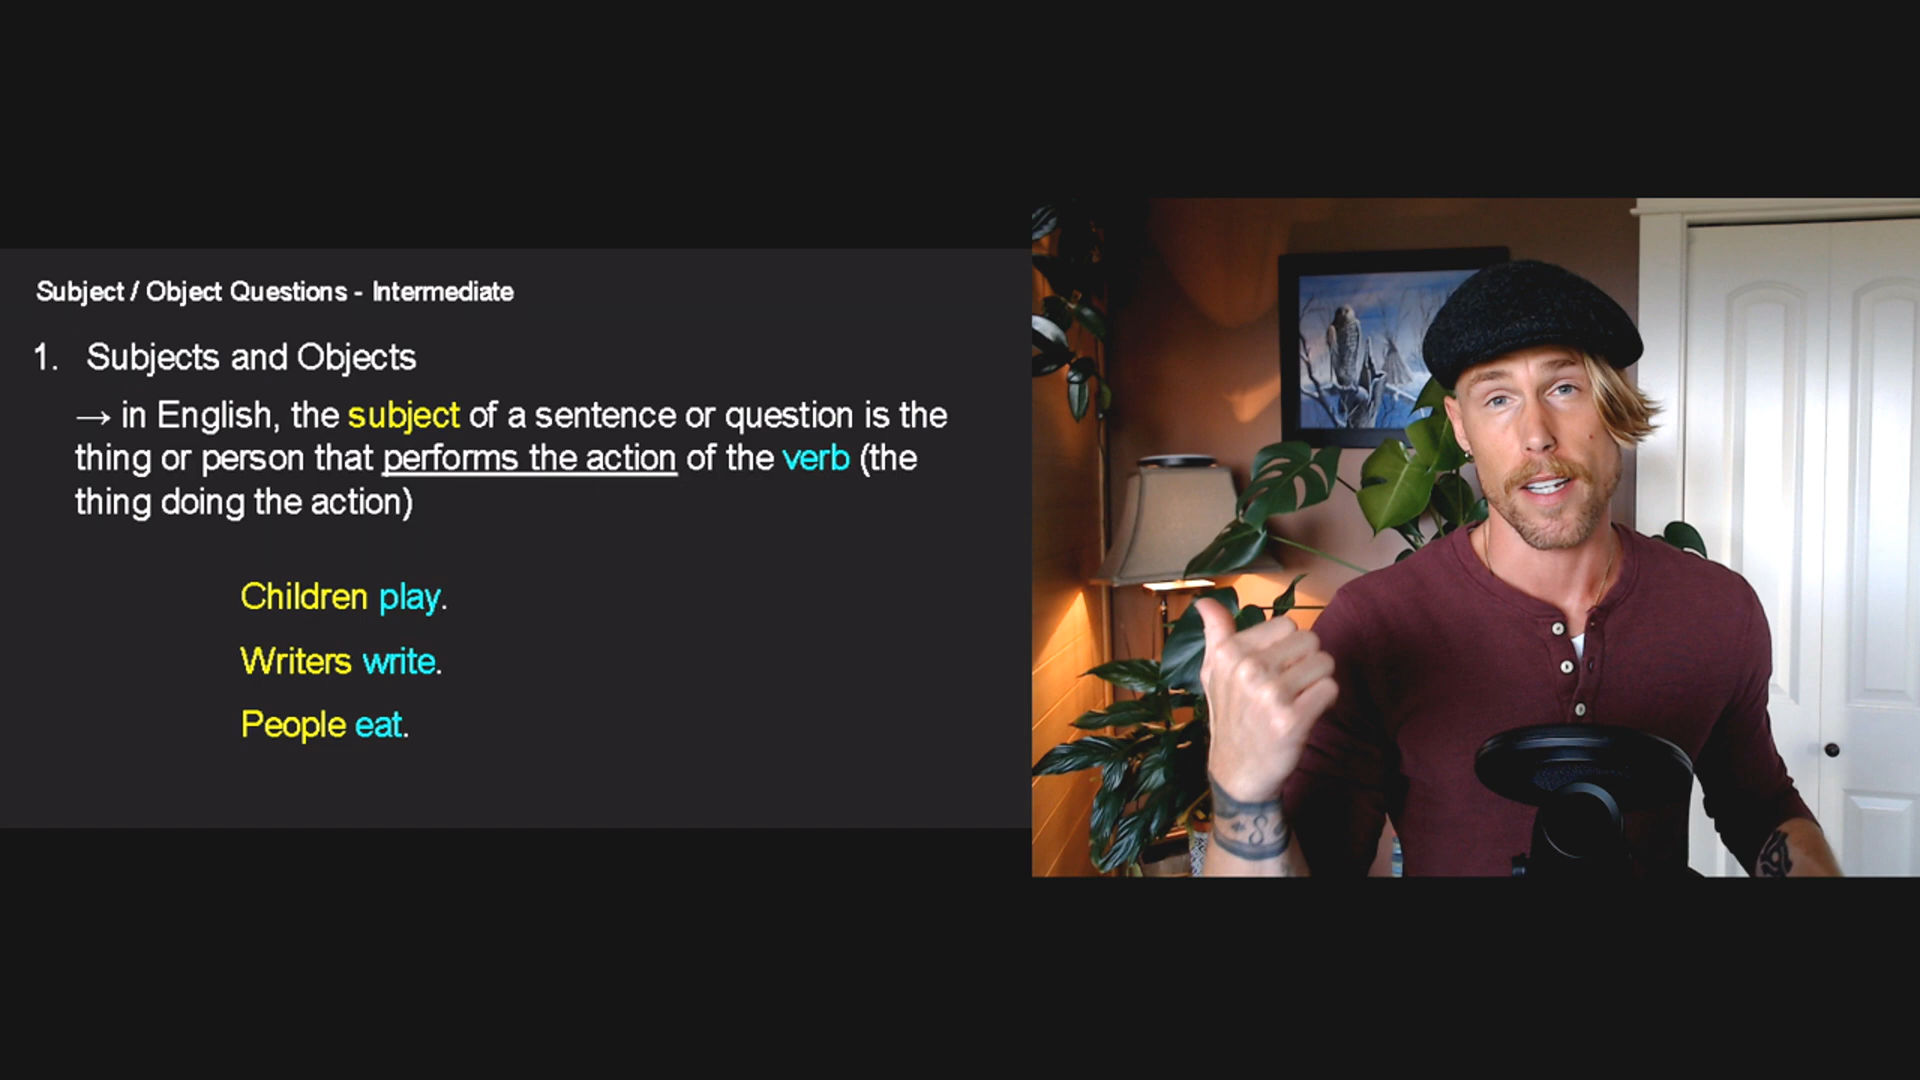 Subject / Object Questions - Intermediate
1. Subjects and Objects
→ in English, the subject of a sentence or question is the
thing or person that performs the action of the verb (the
thing doing the action)
Children play.
Writers write.
People eat.